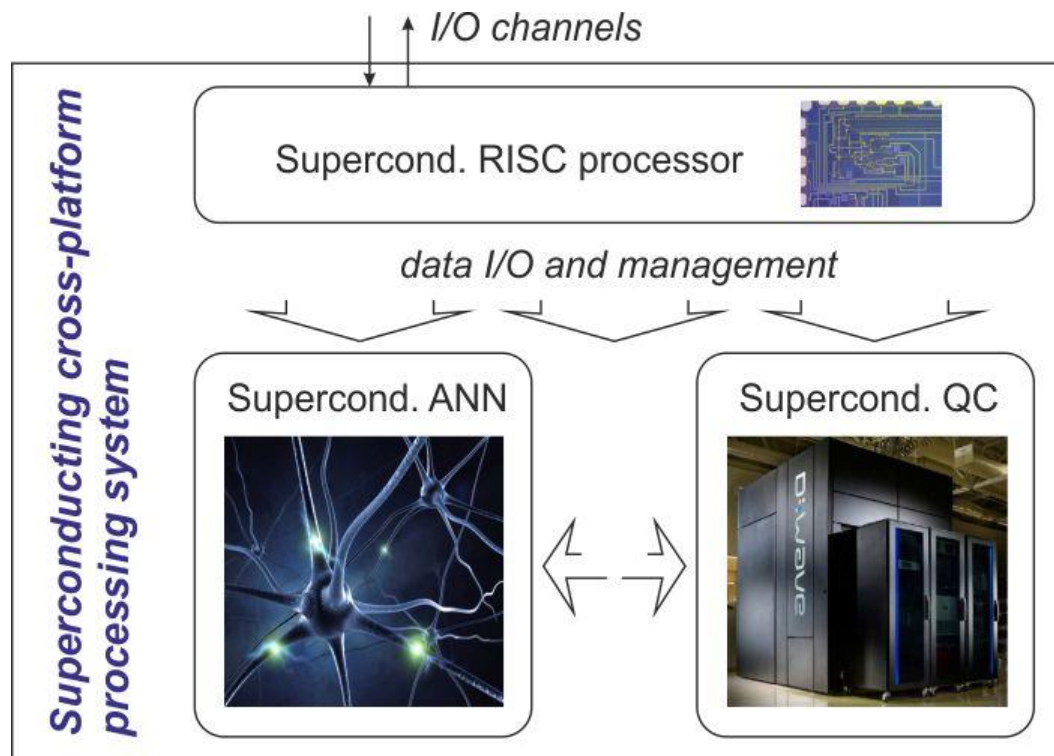 I/O channels
Superconducting cross-platform
processing system
Supercond. RISC processor
data I/O and management
Supercond. ANN
Supercond. QC
D:wave